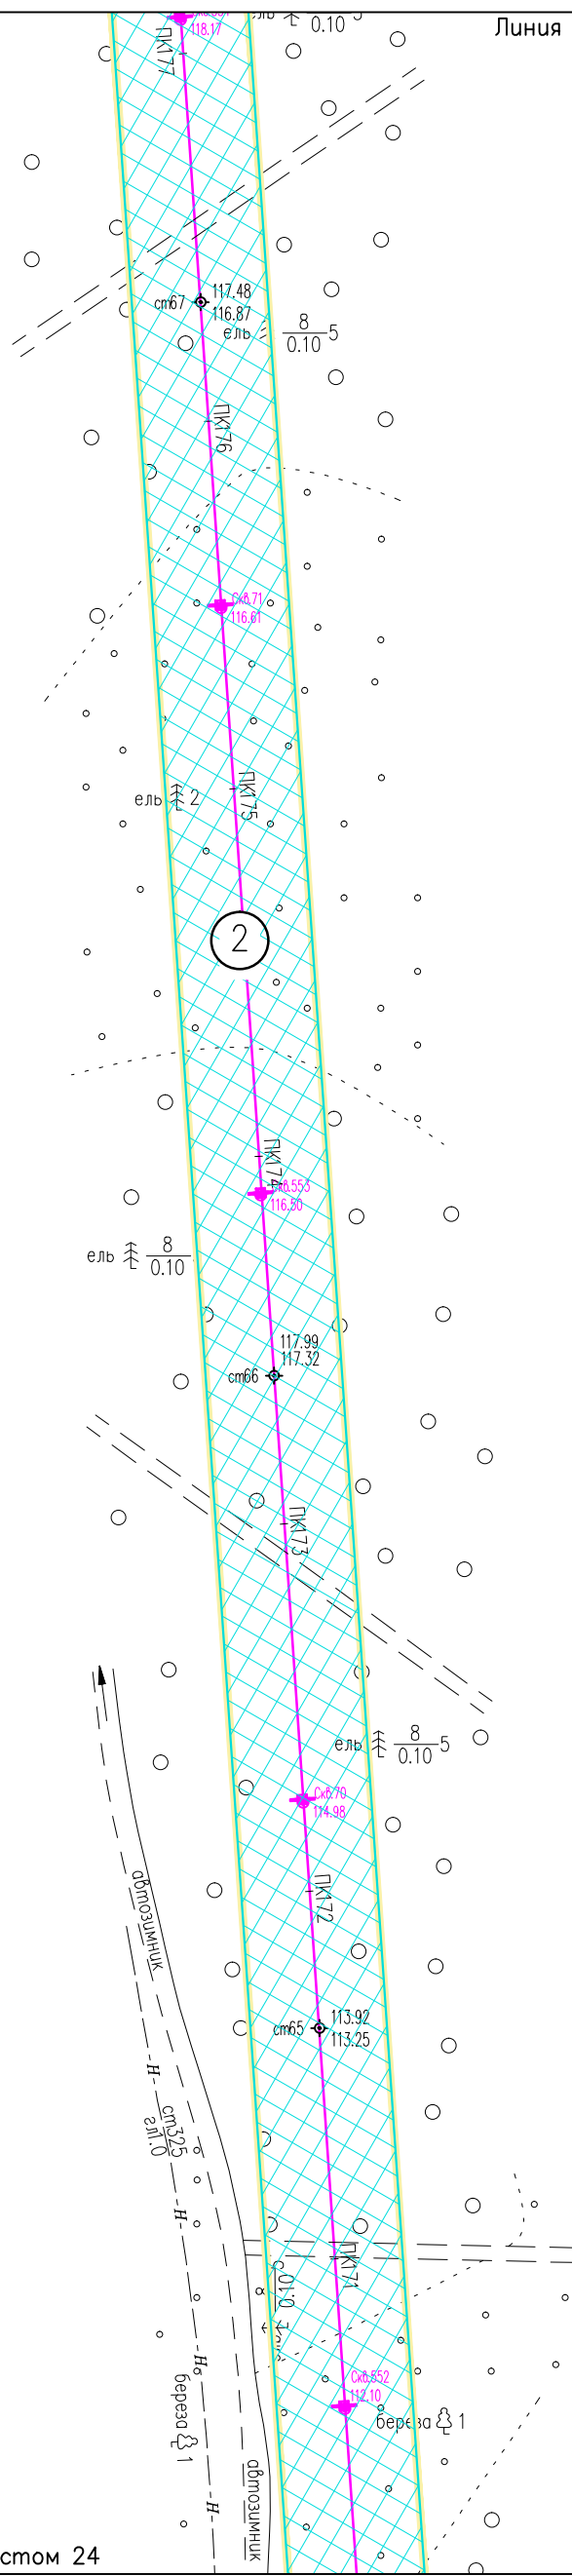 Линия
118.17
0.10
ПК177
ст67
117.48
116.87
ель
8
0.10
5
ПК176
Скв.71
116.61
ПК175
ель
2
2
ПК174
Скв.553
116.50
ель
8
0.10
117.99
117.32
ст66
ПК173
ель
8
0.10
5
Скв.70
114.98
ПК172
автозимник
ст65
113.92
113.25
Н
ст325
гл1.0
Н
ПК171
0.10
Н
Скв.552
112.10
береза
1
береза
1
автозимник
Н
стом 24